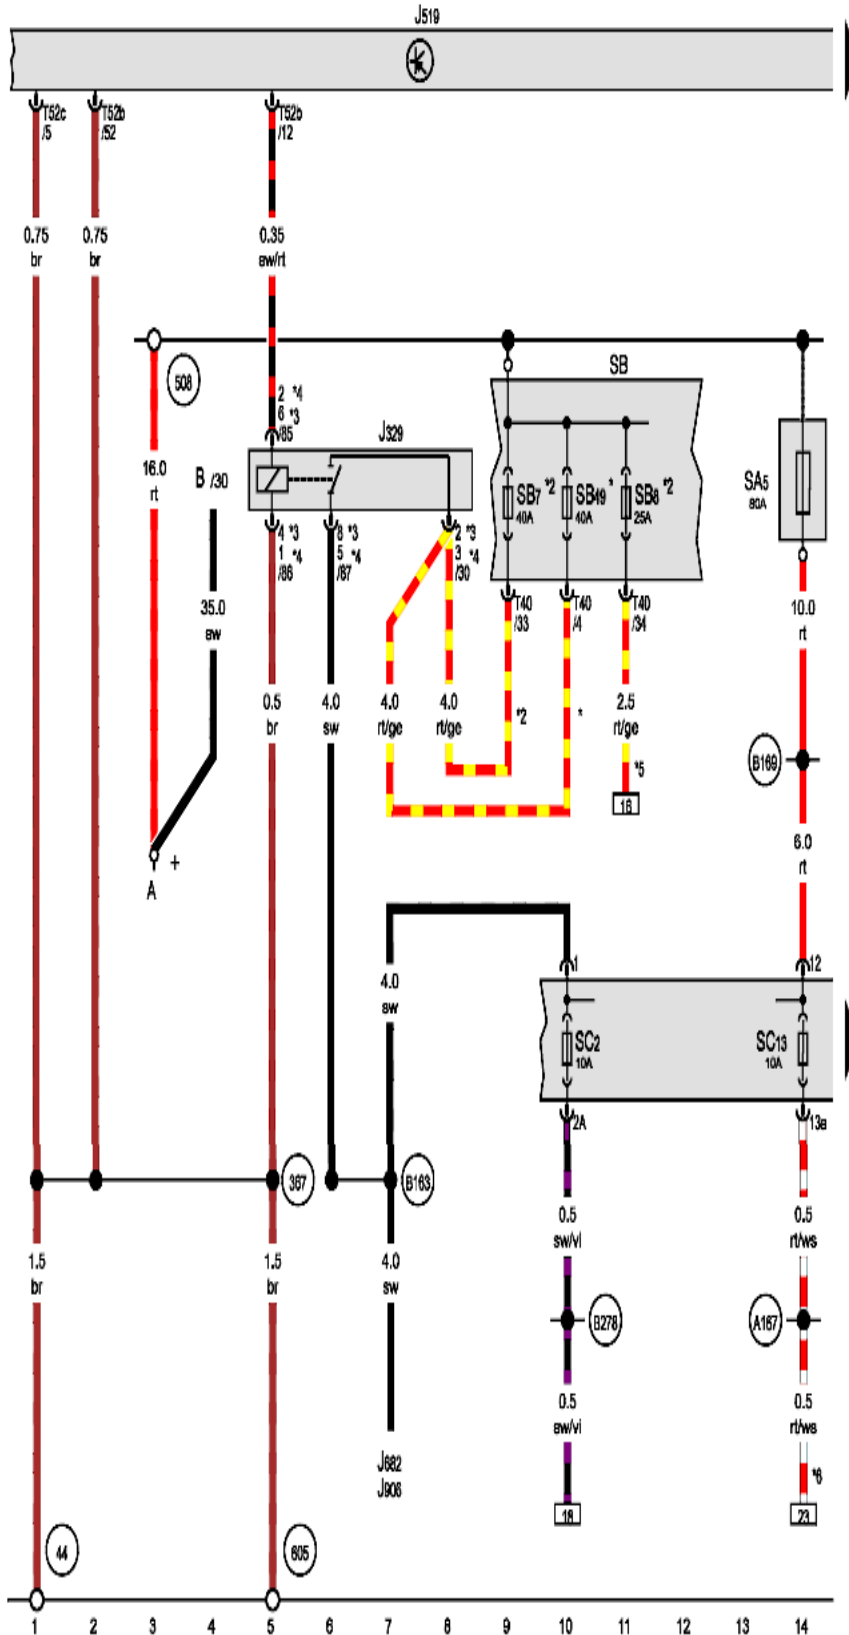 J519
T52c
/5
T52b
/52
T52b
/12
0.75
br
0.75
br
0.35
sw/rt
508
2 *4
6 *3
/85
J329
SB
16.0
rt
B /30
SB7 *2
40A
SB49 *
40A
SB8 *2
25A
SA5
80A
4 *3
1 *4
/86
8 *3
5 *4
/87
2 *3
3 *4
/30
T40
/33
T40
/4
T40
/34
35.0
sw
10.0
rt
0.5
br
4.0
sw
4.0
rt/ge
4.0
rt/ge
*2
*
2.5
rt/ge
*5
16
B169
A
+
6.0
rt
1
12
4.0
sw
SC2
10A
SC13
10A
2A
13a
367
B163
0.5
sw/vi
0.5
rt/ws
1.5
br
1.5
br
4.0
sw
B278
A167
0.5
sw/vi
0.5
rt/ws
J682
J906
*6
18
23
44
605
1 2 3 4 5 6 7 8 9 10 11 12 13 14